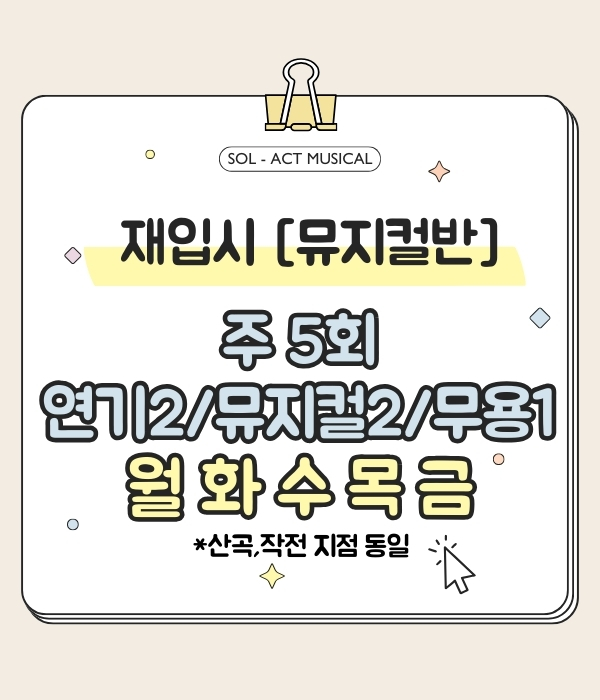 SOL - ACT MUSICAL
재입시 [뮤지컬반]
주 5회
연기2/뮤지컬2/무용1
월 화 수 목 금
*산곡,작전 지점 동일